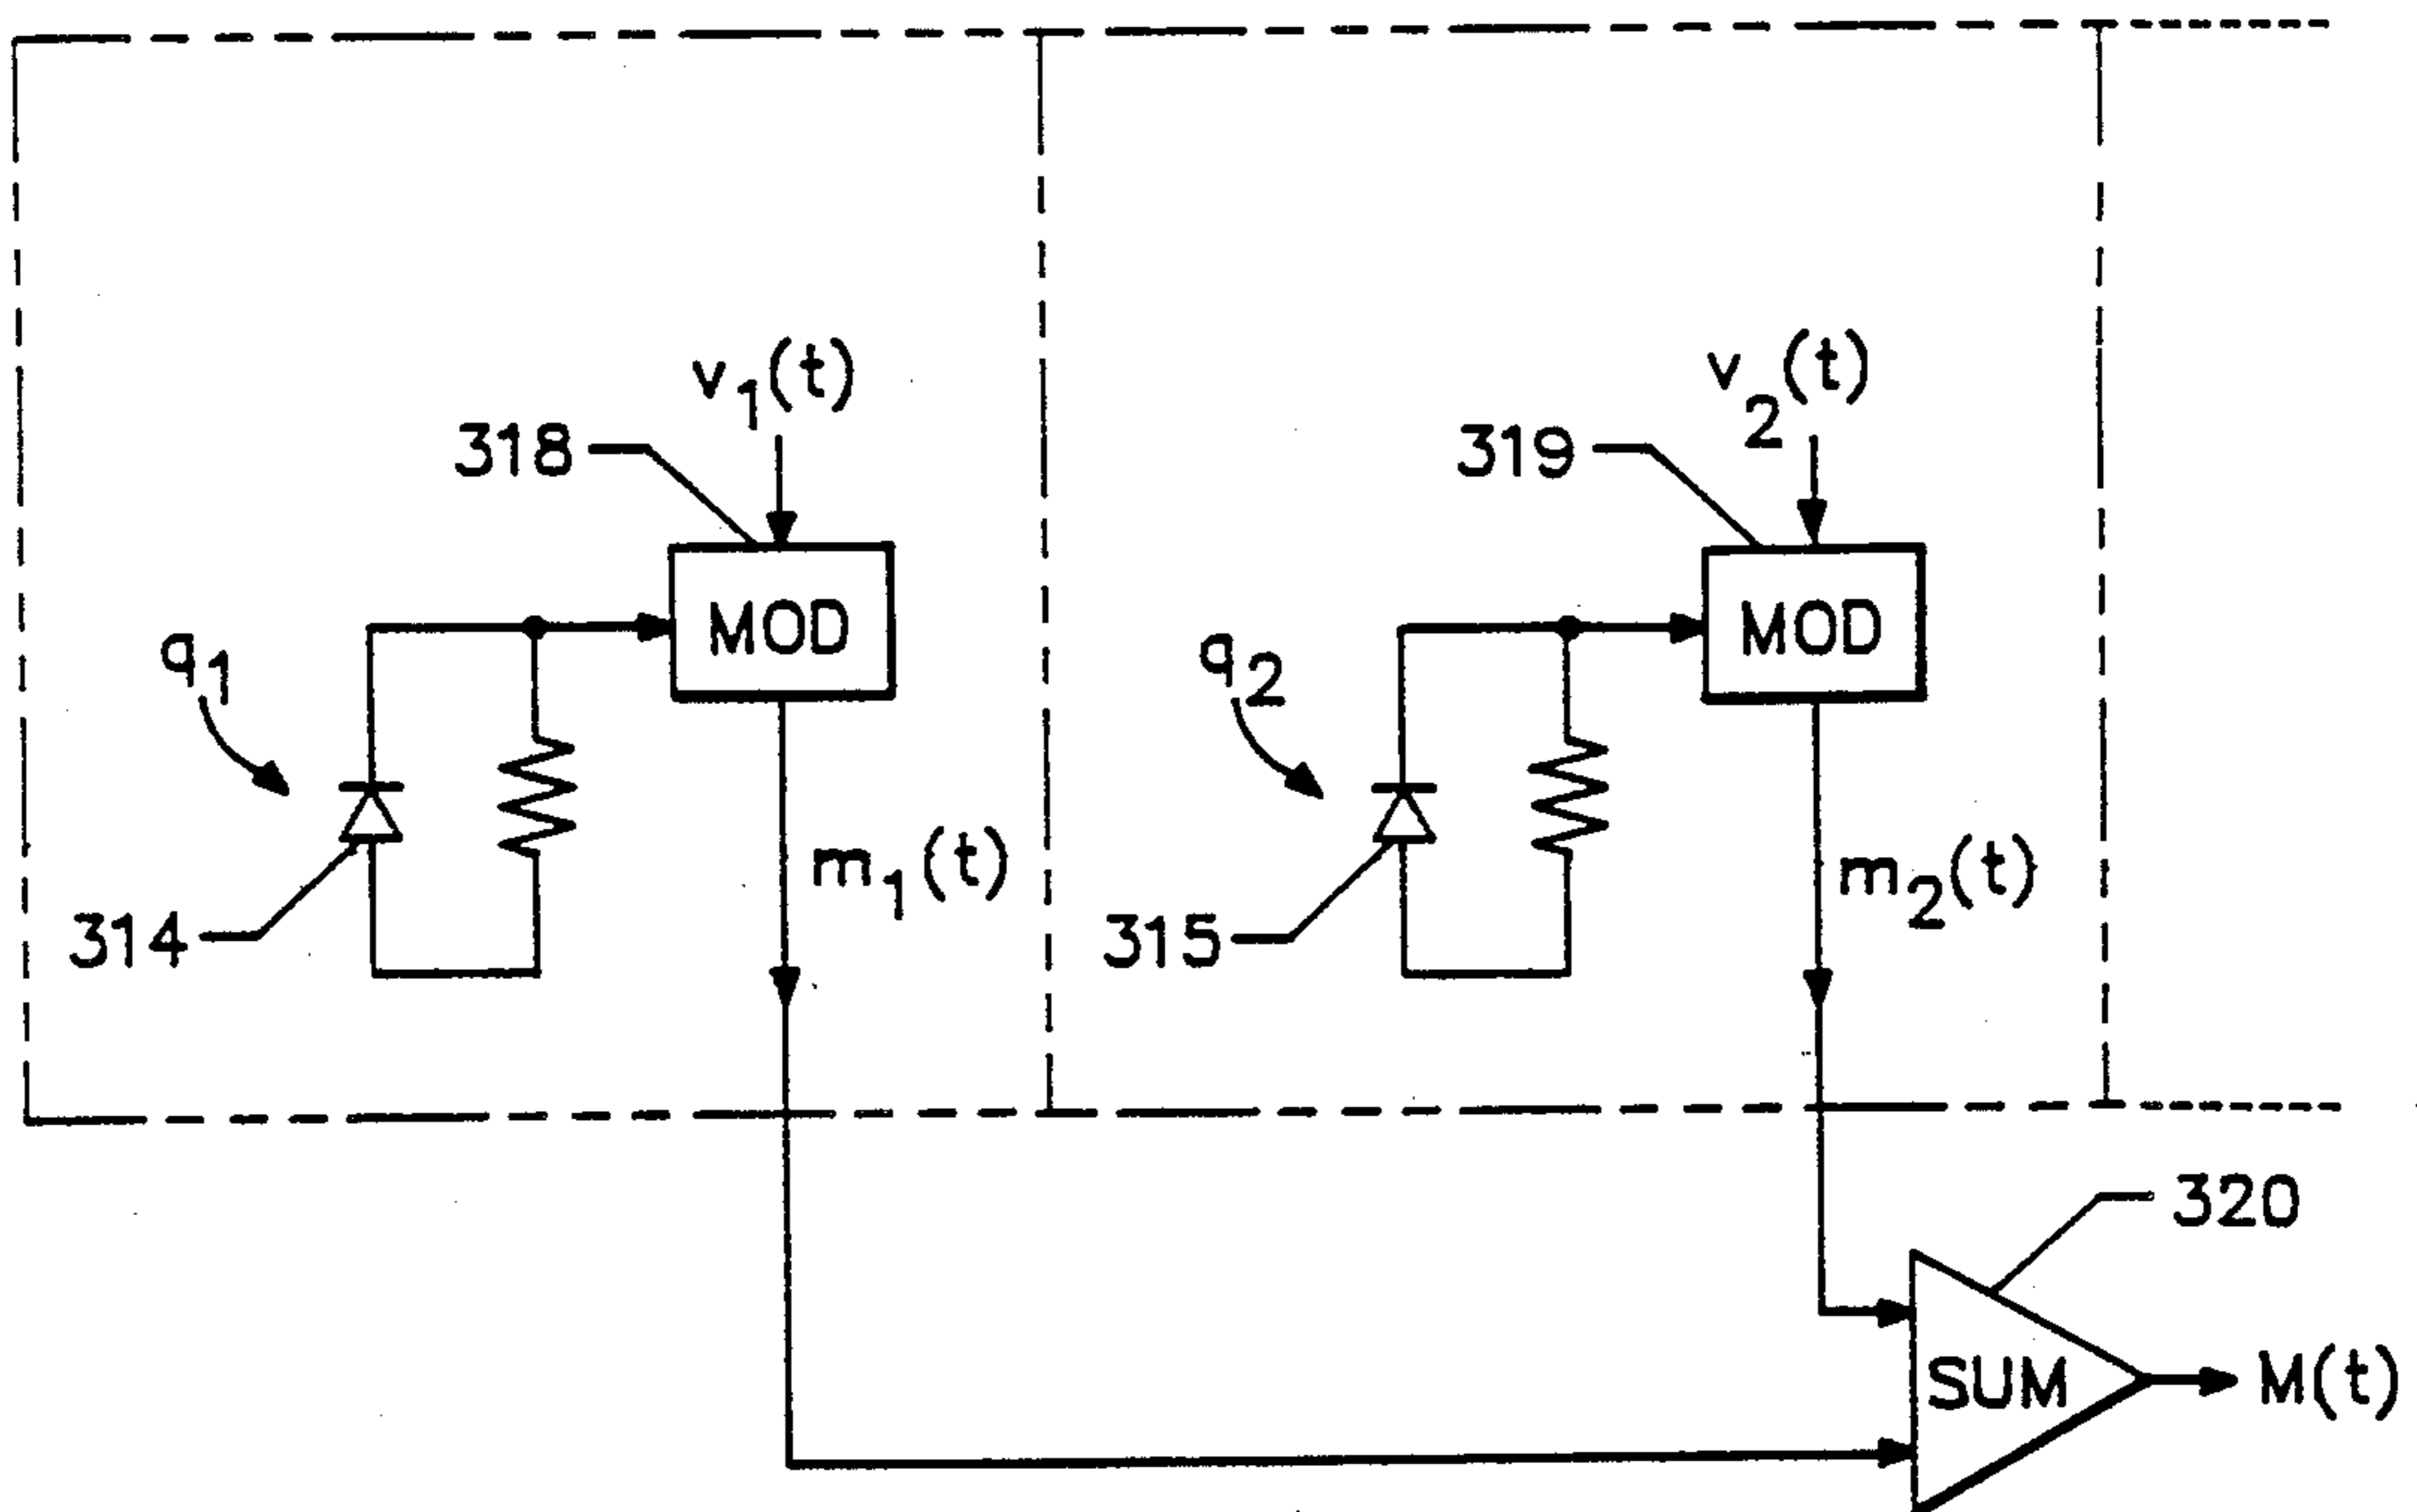 v1(t)
318
MOD
q1
314
m1(t)
v2(t)
319
MOD
q2
315
m2(t)
320
SUM
M(t)